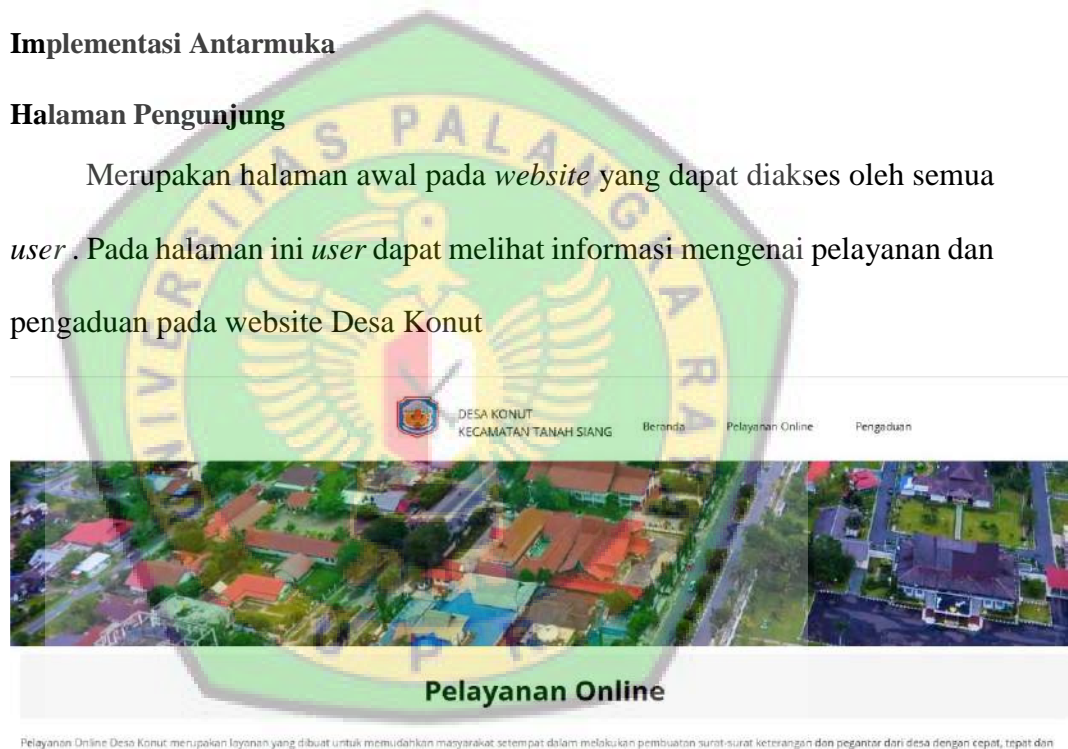 Implementasi Antarmuka
Halaman Pengunjung
Merupakan halaman awal pada website yang dapat diakses oleh semua
user . Pada halaman ini user dapat melihat informasi mengenai pelayanan dan
pengaduan pada website Desa Konut
UNIVERSITAS PALANGKA RAYA
DESA KONUT
KECAMATAN TANAH SIANG
Beranda Pelayanan Online Pengaduan
U P R
Pelayanan Online
Pelayanan Online Desa Konut merupakan layanan yang dibuat untuk memudahkan masyarakat setempat dalam melakukan pembuatan surat-surat keterangan dan pegantar dari desa dengan cepat, tepat dan